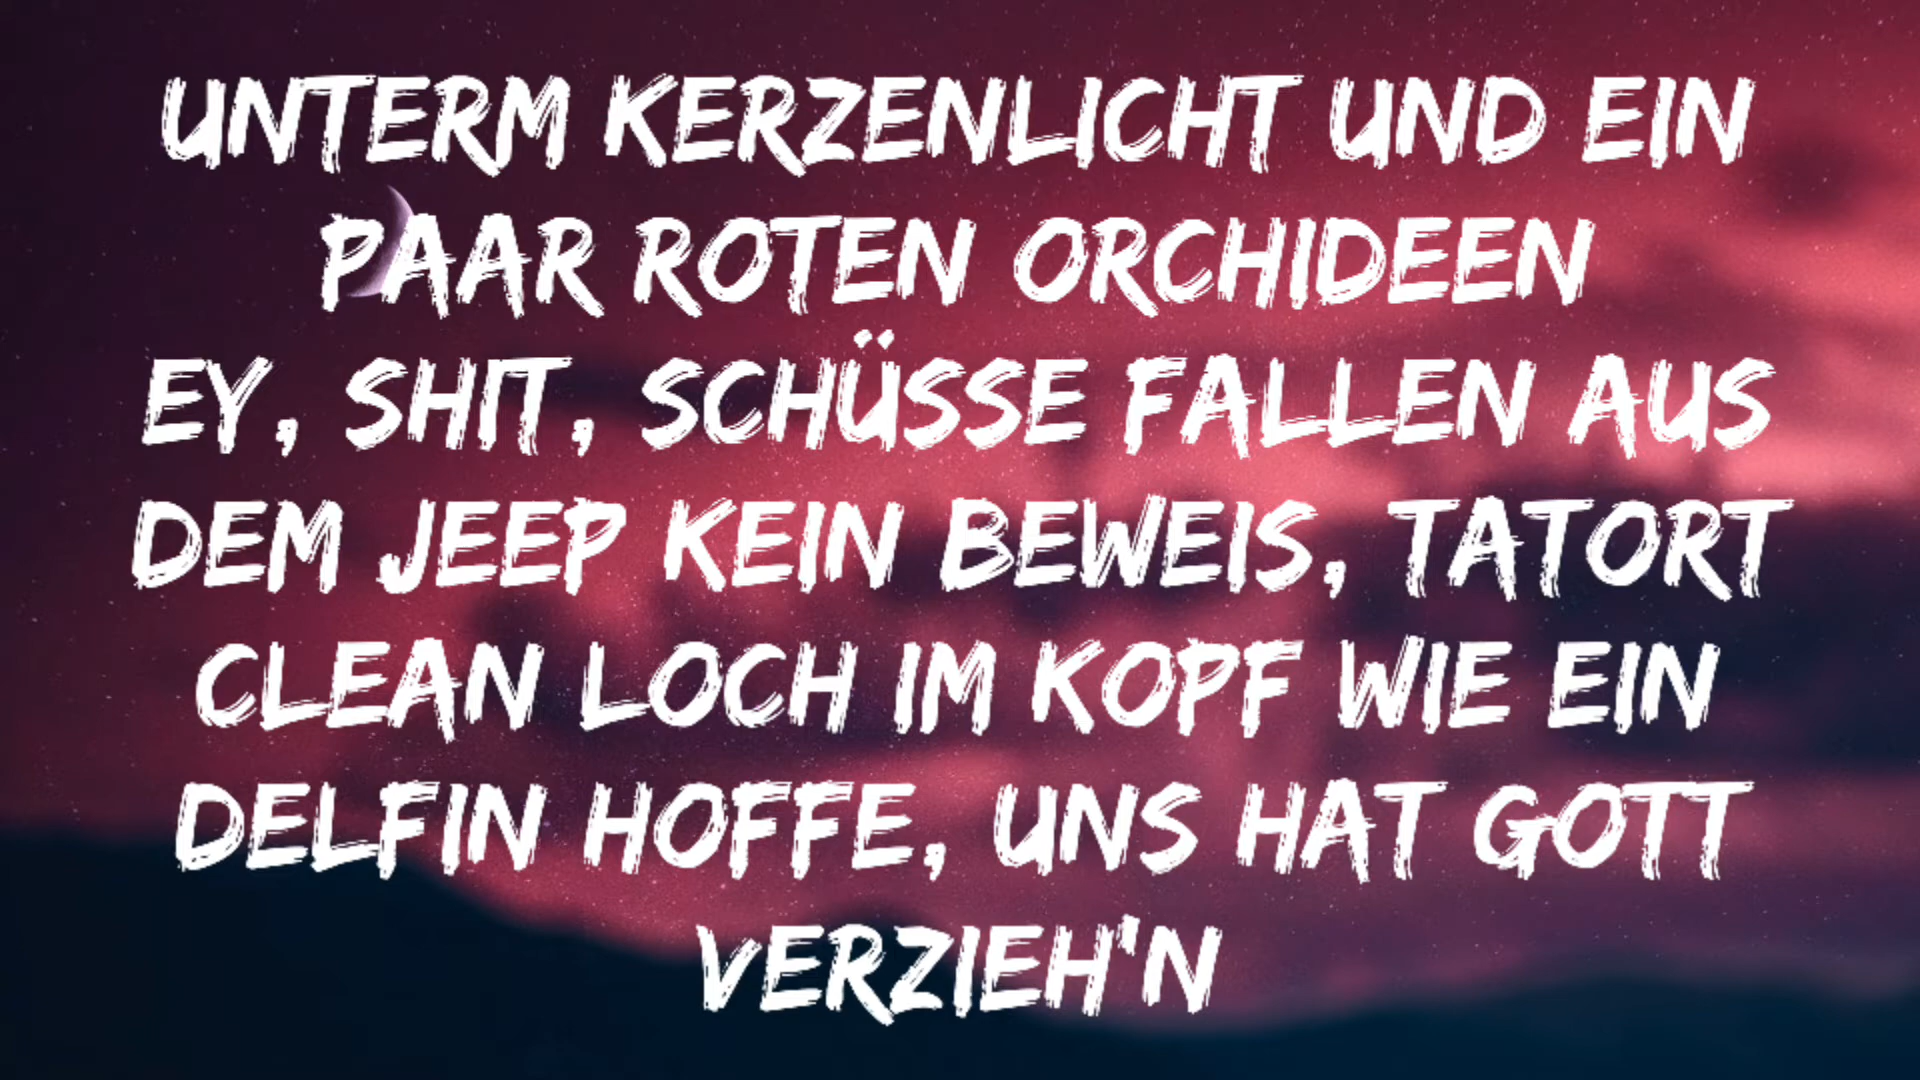 UNTERM KERZENLICHT UND EIN
PAAR ROTEN ORCHIDEEN
EY, SHIT, SCHÜSSE FALLEN AUS
DEM JEEP KEIN BEWEIS, TATORT
CLEAN LOCH IM KOPF WIE EIN
DELFIN HOFFE, UNS HAT GOTT
VERZIEH'N